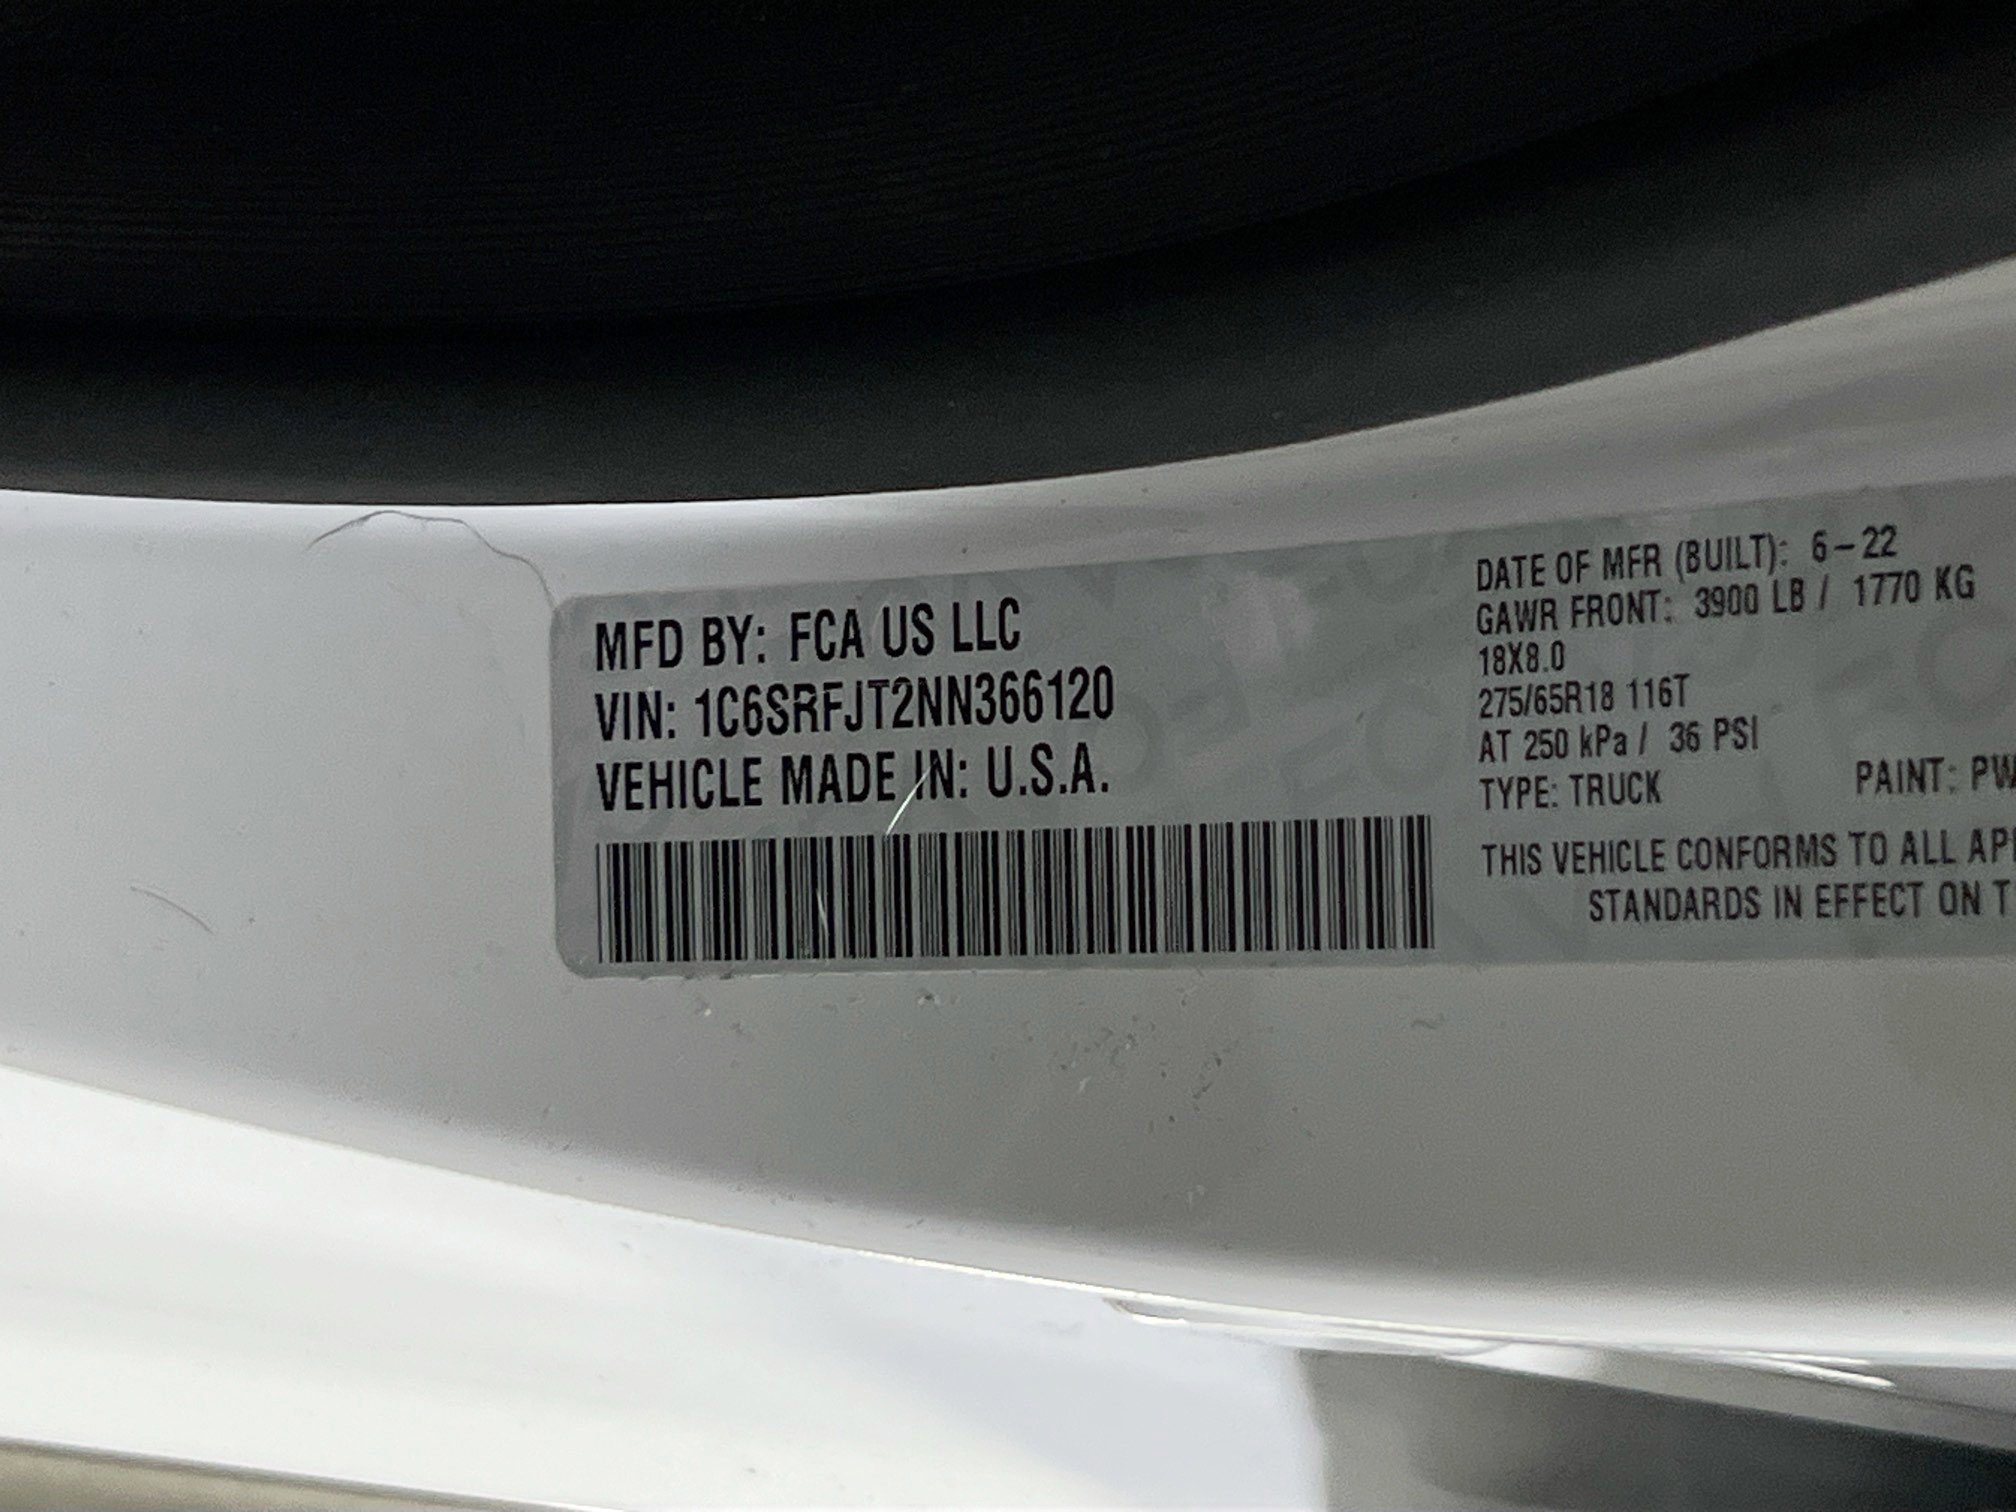 MFD BY: FCA US LLC
VIN: 1C6SRFJT2NN366120
VEHICLE MADE IN: U.S.A.
DATE OF MFR (BUILT): 6-22
GAWR FRONT: 3900 LB / 1770 KG
18X8.0
275/65R18 116T
AT 250 kPa / 36 PSI
TYPE: TRUCK PAINT: PW
THIS VEHICLE CONFORMS TO ALL
STANDARDS IN EFFECT ON